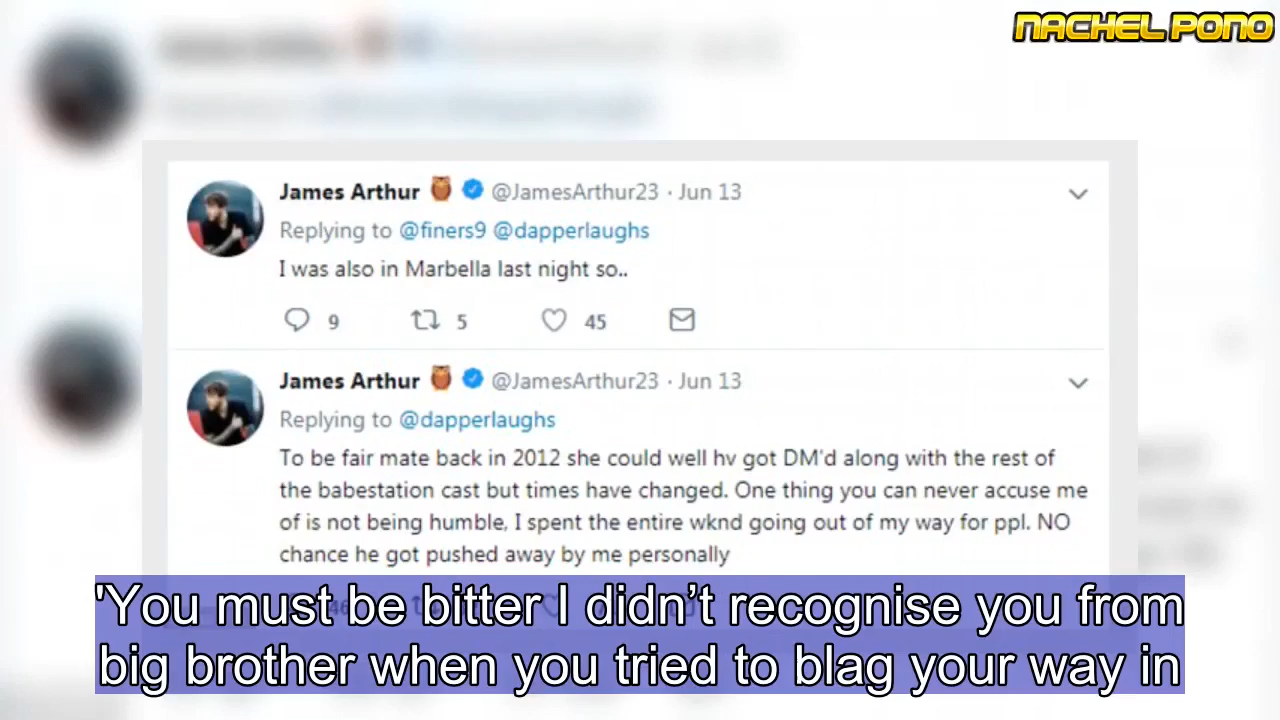 NACHEL PONO
James Arthur 🦉 @JamesArthur23 · Jun 13
Replying to @finers9 @dapperlaughs
I was also in Marbella last night so..
9 5 45
James Arthur 🦉 @JamesArthur23 · Jun 13
Replying to @dapperlaughs
To be fair mate back in 2012 she could well hv got DM'd along with the rest of
the babestation cast but times have changed. One thing you can never accuse me
of is not being humble, I spent the entire wknd going out of my way for ppl. NO
chance he got pushed away by me personally
'You must be bitter I didn’t recognise you from
big brother when you tried to blag your way in